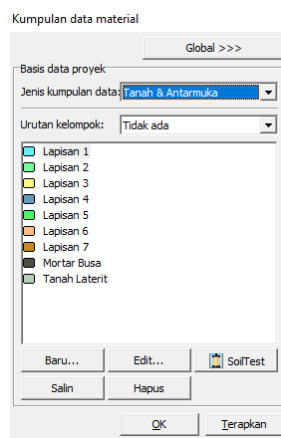 Kumpulan data material
Global >>>
Basis data proyek
Jenis kumpulan data: Tanah & Antarmuka
Urutan kelompok: Tidak ada
Lapisan 1
Lapisan 2
Lapisan 3
Lapisan 4
Lapisan 5
Lapisan 6
Lapisan 7
Mortar Busa
Tanah Laterit
Baru... Edit... SoilTest
Salin Hapus
OK Terapkan